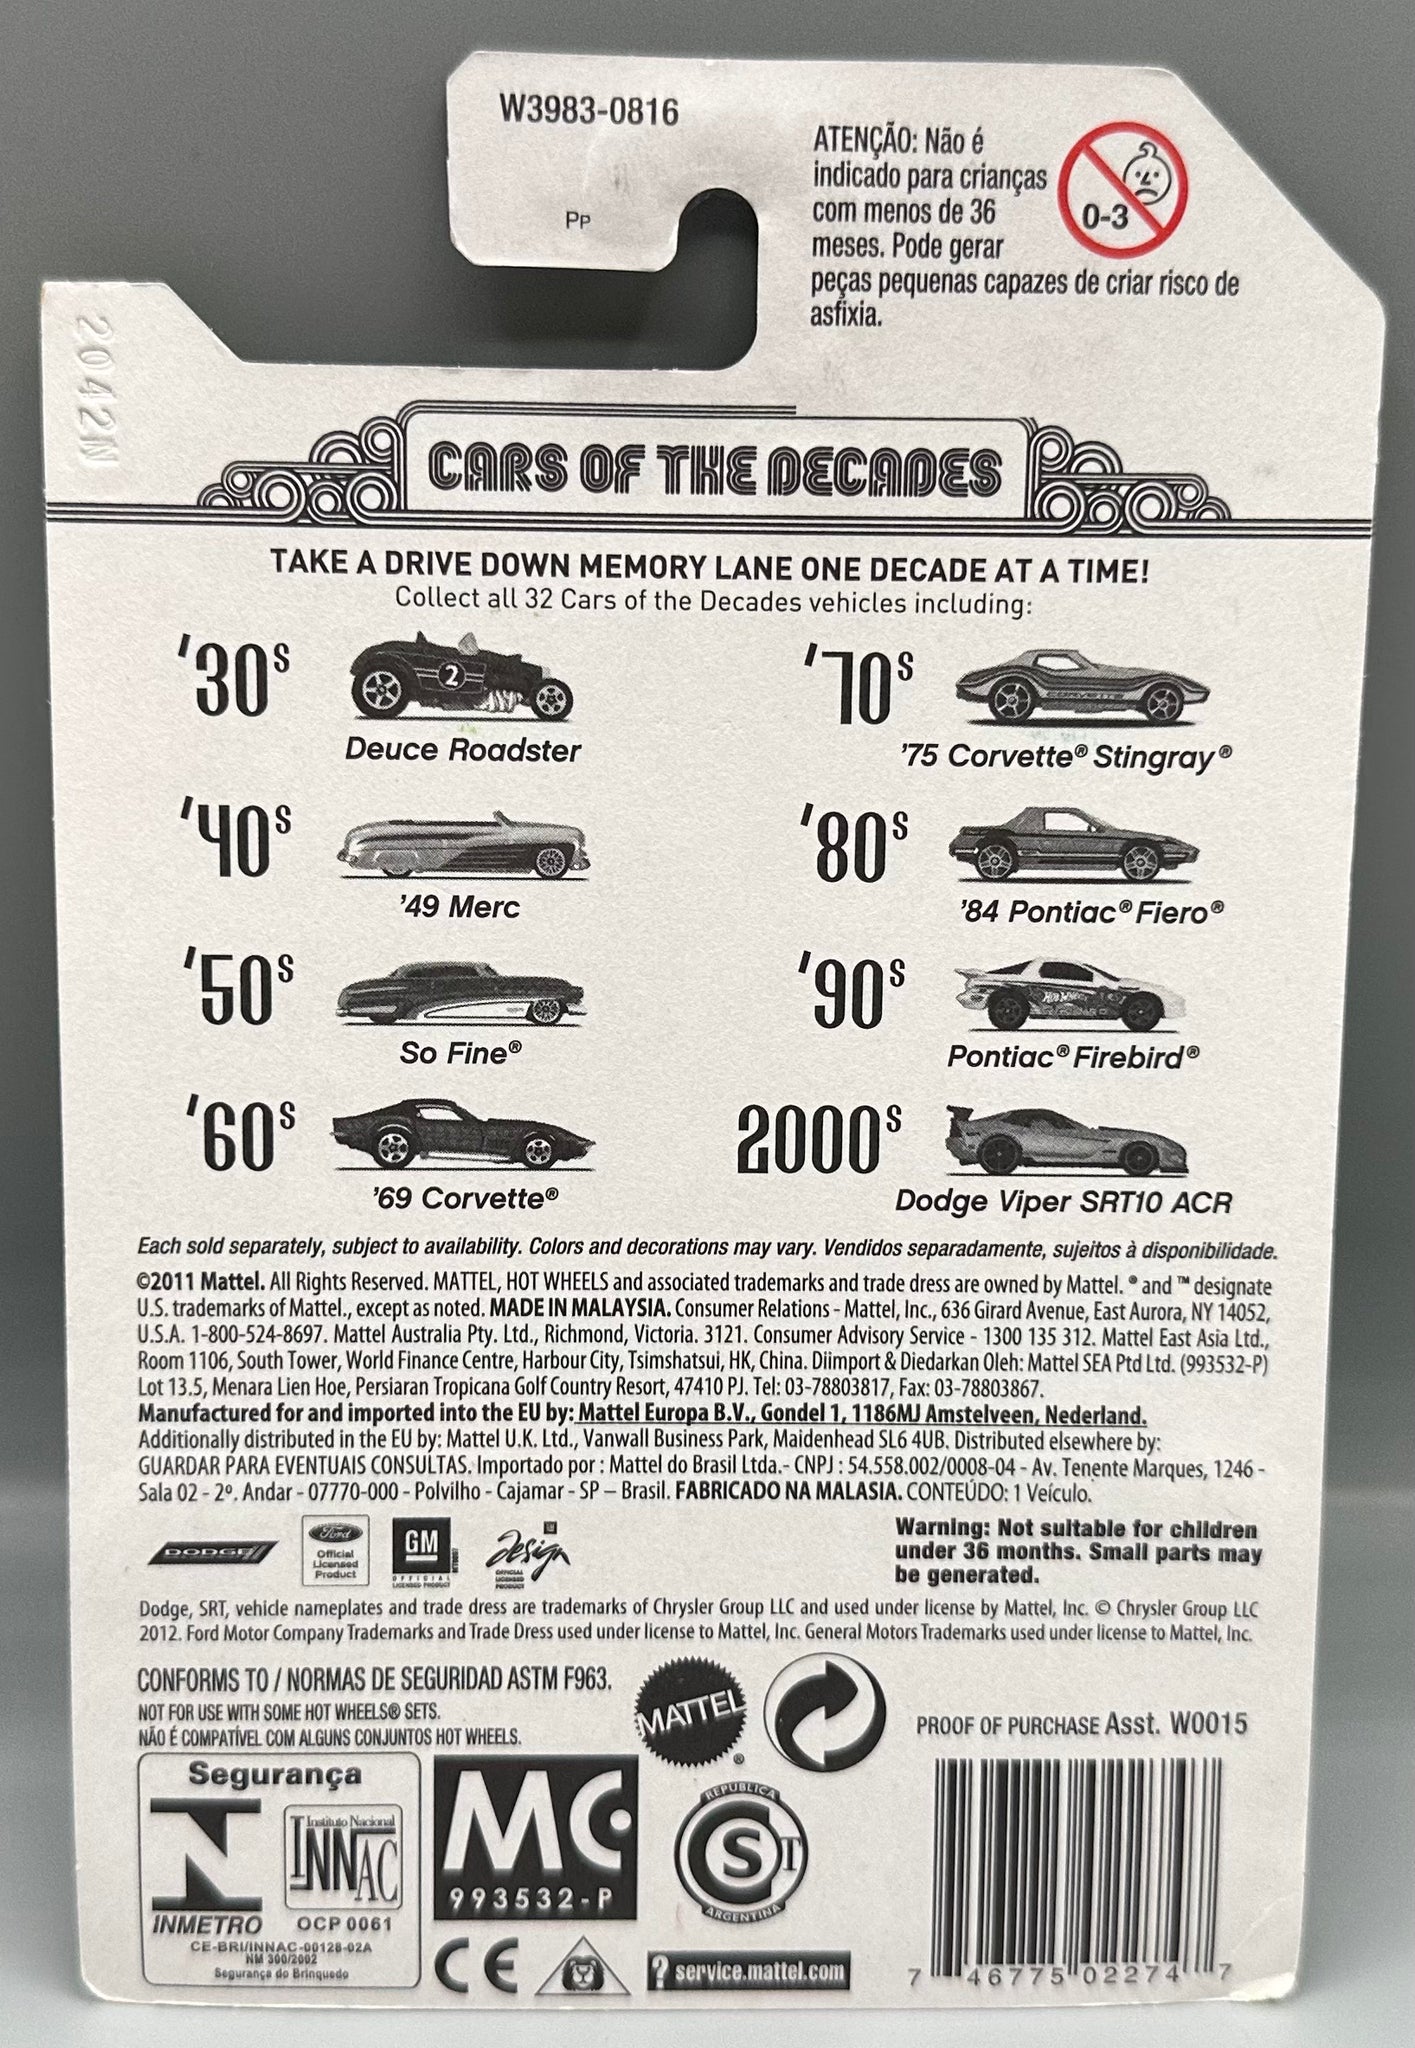 W3983-0816
Pp
ATENÇÃO: Não é
indicado para crianças
com menos de 36
meses. Pode gerar
peças pequenas capazes de criar risco de
asfixia.
0-3
2042N
CARS OF THE DECADES
TAKE A DRIVE DOWN MEMORY LANE ONE DECADE AT A TIME!
Collect all 32 Cars of the Decades vehicles including:
'30s
2
Deuce Roadster
'70s
CORVETTE
'75 Corvette® Stingray®
'40s
'49 Merc
'80s
'84 Pontiac® Fiero®
'50s
So Fine®
'90s
Hot Wheels
Pontiac® Firebird®
'60s
'69 Corvette®
2000s
Dodge Viper SRT10 ACR
Each sold separately, subject to availability. Colors and decorations may vary. Vendidos separadamente, sujeitos à disponibilidade.
©2011 Mattel. All Rights Reserved. MATTEL, HOT WHEELS and associated trademarks and trade dress are owned by Mattel. ® and ™ designate
U.S. trademarks of Mattel., except as noted. MADE IN MALAYSIA. Consumer Relations - Mattel, Inc., 636 Girard Avenue, East Aurora, NY 14052,
U.S.A. 1-800-524-8697. Mattel Australia Pty. Ltd., Richmond, Victoria. 3121. Consumer Advisory Service - 1300 135 312. Mattel East Asia Ltd.,
Room 1106, South Tower, World Finance Centre, Harbour City, Tsimshatsui, HK, China. Diimport & Diedarkan Oleh: Mattel SEA Ptd Ltd. (993532-P)
Lot 13.5, Menara Lien Hoe, Persiaran Tropicana Golf Country Resort, 47410 PJ. Tel: 03-78803817, Fax: 03-78803867.
Manufactured for and imported into the EU by: Mattel Europa B.V., Gondel 1, 1186MJ Amstelveen, Nederland.
Additionally distributed in the EU by: Mattel U.K. Ltd., Vanwall Business Park, Maidenhead SL6 4UB. Distributed elsewhere by:
GUARDAR PARA EVENTUAIS CONSULTAS. Importado por : Mattel do Brasil Ltda.- CNPJ : 54.558.002/0008-04 - Av. Tenente Marques, 1246 -
Sala 02 - 2º. Andar - 07770-000 - Polvilho - Cajamar - SP – Brasil. FABRICADO NA MALASIA. CONTEÚDO: 1 Veículo.
DODGE
Ford
Official
Licensed
Product
GM
OFFICIAL
LICENSED PRODUCT
GM
design
OFFICIAL
LICENSED
PRODUCT
Warning: Not suitable for children
under 36 months. Small parts may
be generated.
Dodge, SRT, vehicle nameplates and trade dress are trademarks of Chrysler Group LLC and used under license by Mattel, Inc. © Chrysler Group LLC
2012. Ford Motor Company Trademarks and Trade Dress used under license to Mattel, Inc. General Motors Trademarks used under license to Mattel, Inc.
CONFORMS TO / NORMAS DE SEGURIDAD ASTM F963.
NOT FOR USE WITH SOME HOT WHEELS® SETS.
NÃO É COMPATÍVEL COM ALGUNS CONJUNTOS HOT WHEELS.
MATTEL®
PROOF OF PURCHASE Asst. W0015
Segurança
Instituto Nacional
INNAC
INMETRO
OCP 0061
CE-BRI/INNAC-00128-02A
NM 300/2002
Segurança do Brinquedo
MC
993532-P
REPUBLICA
CST
ARGENTINA
CE
? service.mattel.com
7 46775 02274 7